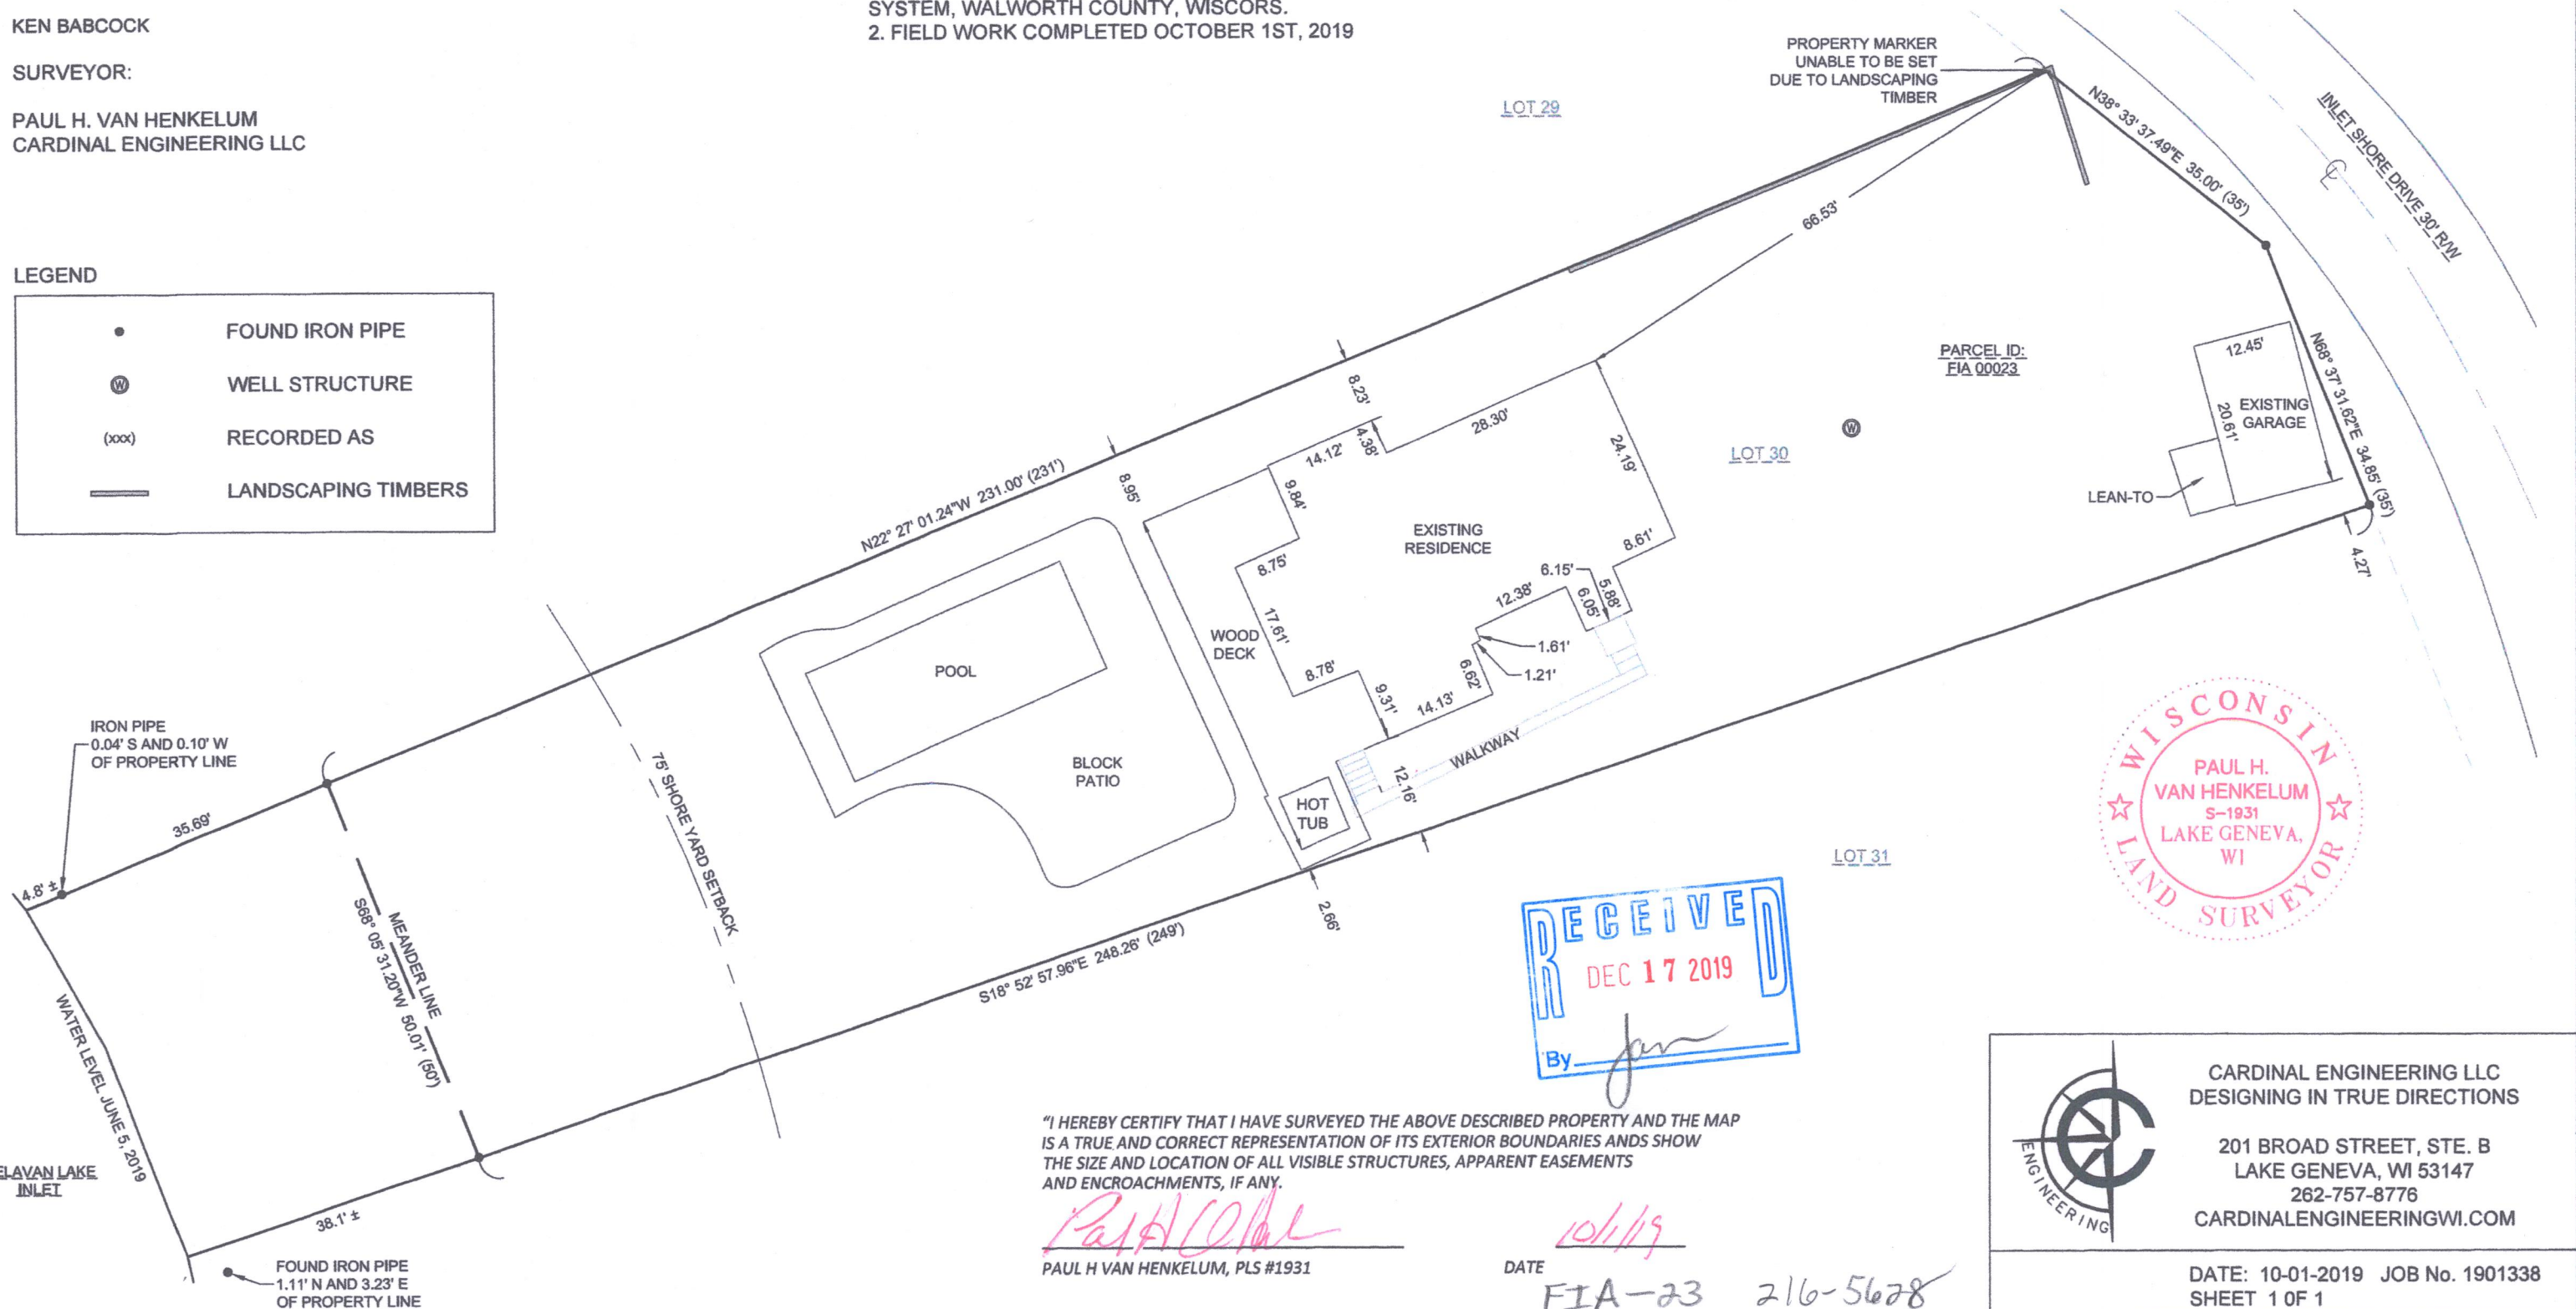 KEN BABCOCK
SURVEYOR:
PAUL H. VAN HENKELUM
CARDINAL ENGINEERING LLC
SYSTEM, WALWORTH COUNTY, WISCORS.
2. FIELD WORK COMPLETED OCTOBER 1ST, 2019
LEGEND
FOUND IRON PIPE
W WELL STRUCTURE
(xxx) RECORDED AS
LANDSCAPING TIMBERS
PROPERTY MARKER
UNABLE TO BE SET
DUE TO LANDSCAPING
TIMBER
LOT 29
N38° 33' 37.49"E 35.00' (35')
INLET SHORE DRIVE 30' R/W
CL
66.53'
PARCEL ID:
FIA 00023
LOT 30
W
12.45'
20.61'
EXISTING
GARAGE
LEAN-TO
N68° 37' 31.62"E 34.85' (35')
4.27'
8.23'
8.95'
N22° 27' 01.24"W 231.00' (231')
14.12'
4.38'
28.30'
24.19'
9.84'
8.75'
17.61'
EXISTING
RESIDENCE
8.61'
6.15'
5.88'
6.05'
12.38'
1.61'
1.21'
6.62'
14.13'
9.31'
8.78'
WOOD
DECK
POOL
BLOCK
PATIO
HOT
TUB
12.16'
WALKWAY
2.66'
75' SHORE YARD SETBACK
IRON PIPE
0.04' S AND 0.10' W
OF PROPERTY LINE
35.69'
4.8' ±
MEANDER LINE
S68° 05' 31.20"W 50.01' (50')
WATER LEVEL JUNE 5, 2019
ELAVAN LAKE
INLET
38.1' ±
FOUND IRON PIPE
1.11' N AND 3.23' E
OF PROPERTY LINE
S18° 52' 57.96"E 248.26' (249')
LOT 31
WISCONSIN
PAUL H.
VAN HENKELUM
S-1931
LAKE GENEVA,
WI
LAND SURVEYOR
RECEIVED
DEC 17 2019
By Jan
"I HEREBY CERTIFY THAT I HAVE SURVEYED THE ABOVE DESCRIBED PROPERTY AND THE MAP
IS A TRUE AND CORRECT REPRESENTATION OF ITS EXTERIOR BOUNDARIES ANDS SHOW
THE SIZE AND LOCATION OF ALL VISIBLE STRUCTURES, APPARENT EASEMENTS
AND ENCROACHMENTS, IF ANY.
10/1/19
PAUL H VAN HENKELUM, PLS #1931
DATE
FIA-23 216-5628
ENGINEERING
CARDINAL ENGINEERING LLC
DESIGNING IN TRUE DIRECTIONS
201 BROAD STREET, STE. B
LAKE GENEVA, WI 53147
262-757-8776
CARDINALENGINEERINGWI.COM
DATE: 10-01-2019 JOB No. 1901338
SHEET 1 OF 1